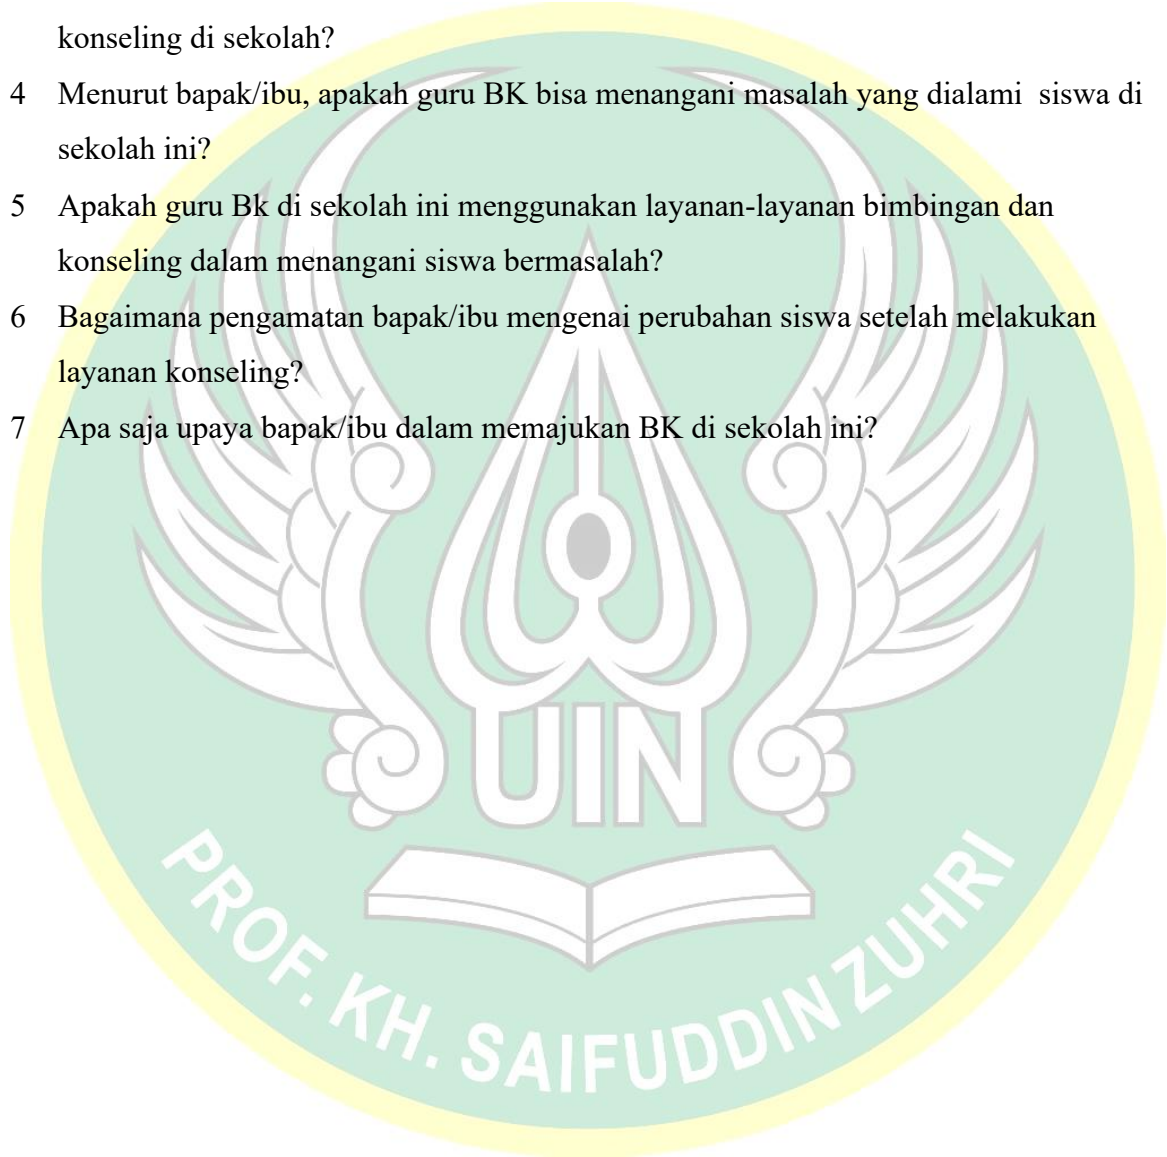 konseling di sekolah?
4 Menurut bapak/ibu, apakah guru BK bisa menangani masalah yang dialami siswa di
sekolah ini?
5 Apakah guru Bk di sekolah ini menggunakan layanan-layanan bimbingan dan
konseling dalam menangani siswa bermasalah?
6 Bagaimana pengamatan bapak/ibu mengenai perubahan siswa setelah melakukan
layanan konseling?
7 Apa saja upaya bapak/ibu dalam memajukan BK di sekolah ini?
UIN
PROF. KH. SAIFUDDIN ZUHRI